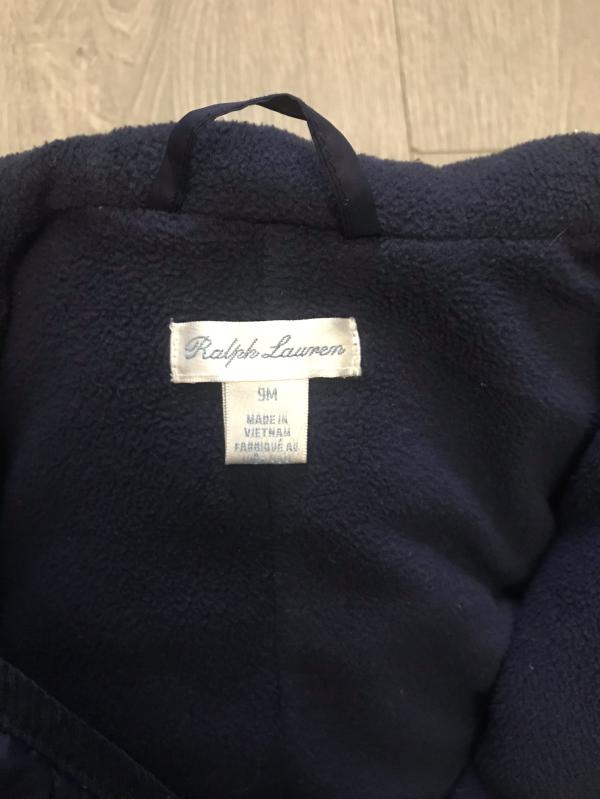 Ralph Lauren
9M
MADE IN
VIETNAM
FABRIQUÉ AU